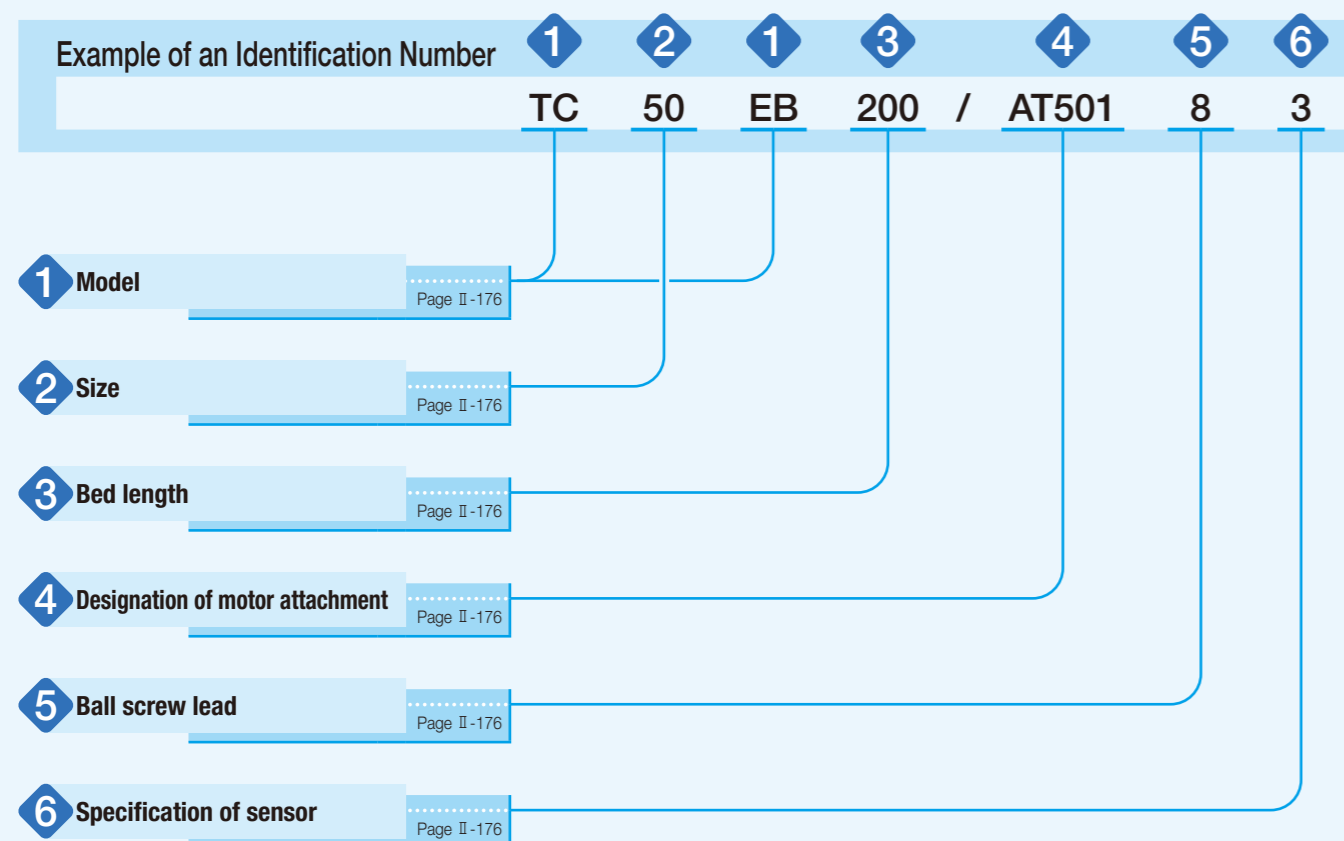 1 2 1 3 4 5 6
Example of an Identification Number
TC 50 EB 200 / AT501 8 3
1 Model
Page Ⅱ-176
2 Size
Page Ⅱ-176
3 Bed length
Page Ⅱ-176
4 Designation of motor attachment
Page Ⅱ-176
5 Ball screw lead
Page Ⅱ-176
6 Specification of sensor
Page Ⅱ-176